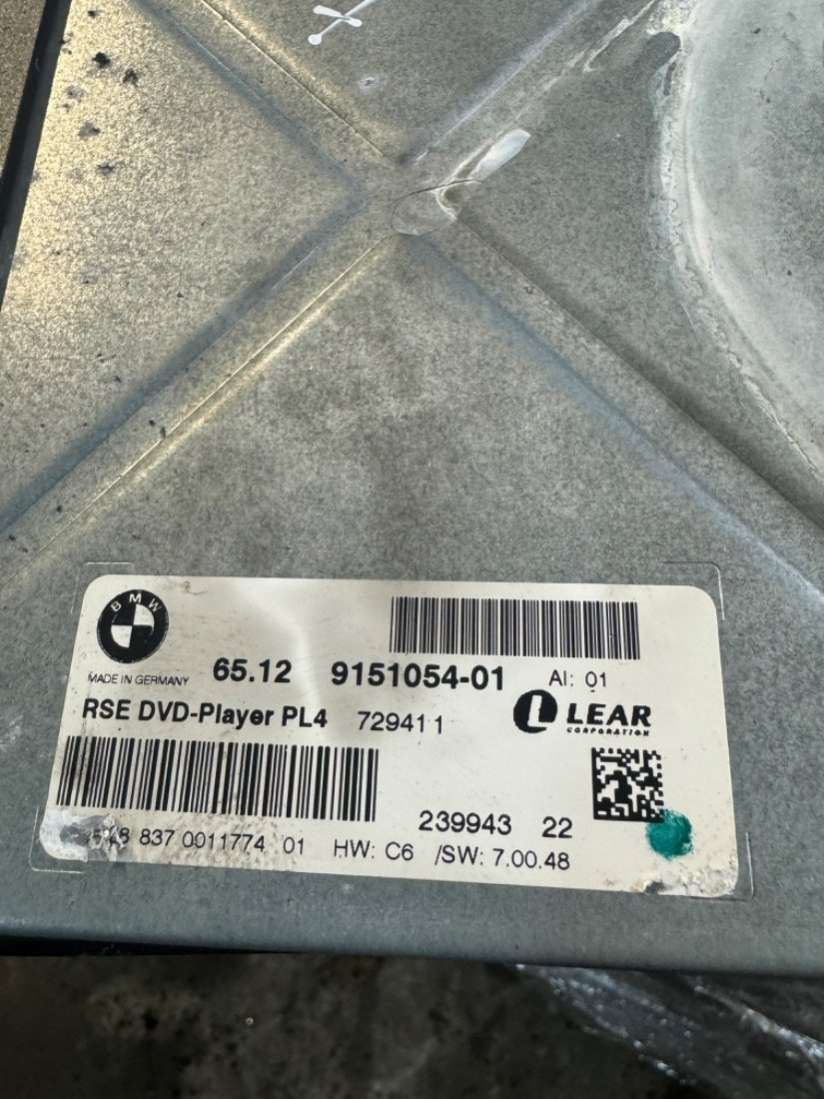 BMW
MADE IN GERMANY 65.12 9151054-01 AI: 01
RSE DVD-Player PL4 729411 LEAR
CORPORATION
239943 22
837 0011774 01 HW: C6 /SW: 7.00.48